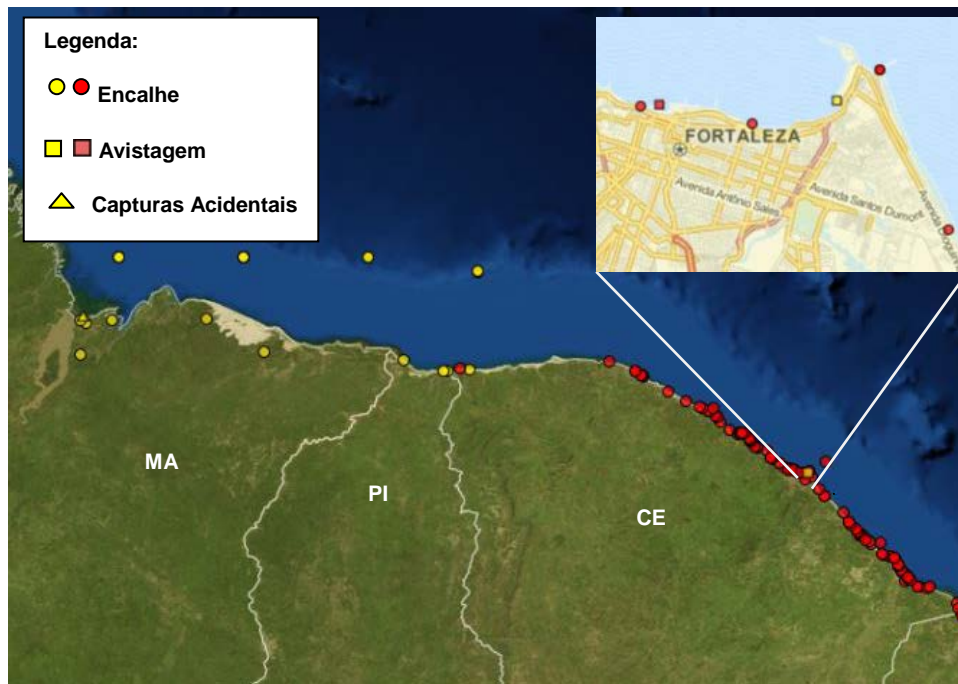 Legenda:
Encalhe
Avistagem
Capturas Acidentais
FORTALEZA
Avenida Antônio Sales
Avenida Santos Dumont
MA
PI
CE